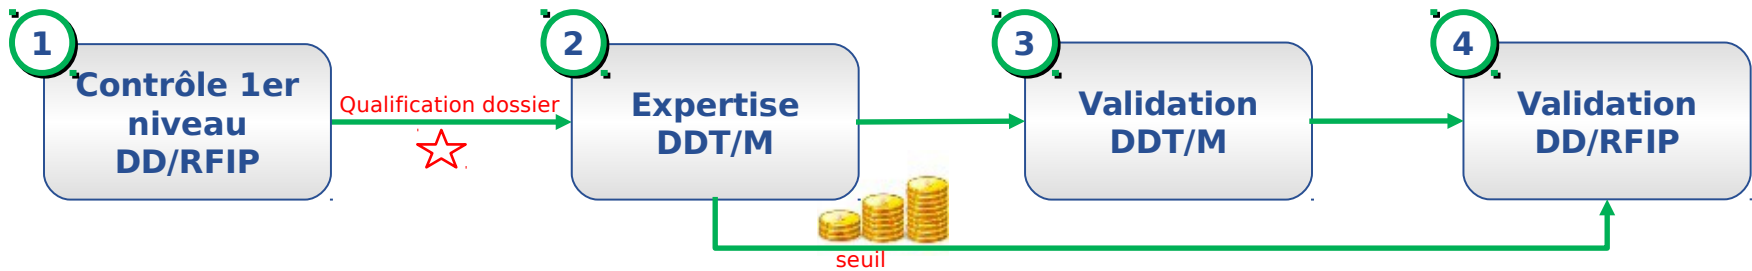 1
Contrôle 1er
niveau
DD/RFIP
Qualification dossier
2
Expertise
DDT/M
3
Validation
DDT/M
4
Validation
DD/RFIP
seuil